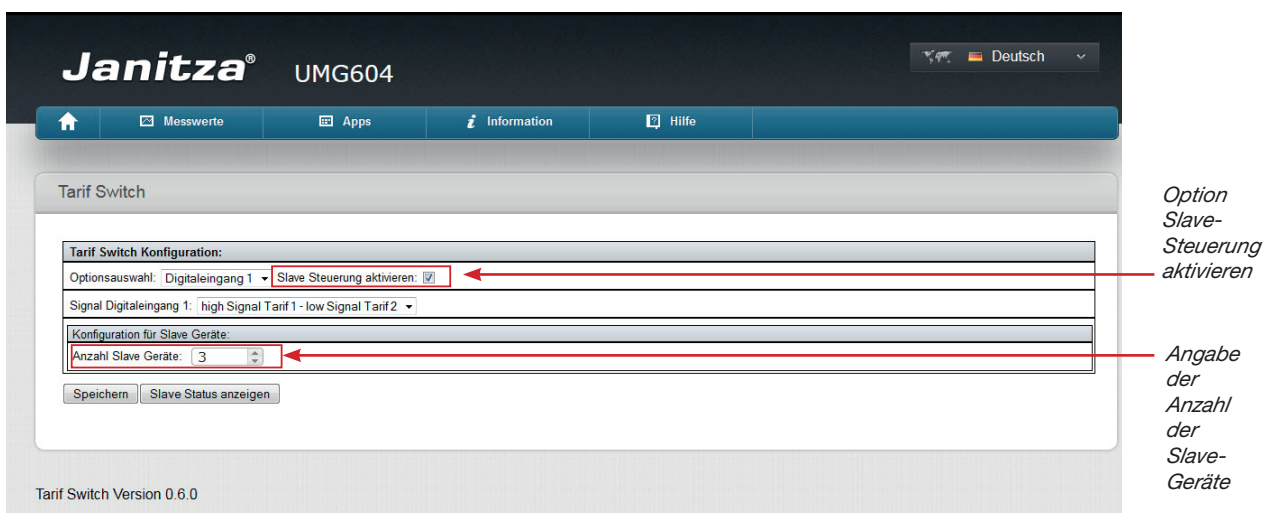 Janitza® UMG604
Deutsch
Messwerte Apps Information Hilfe
Tarif Switch
Tarif Switch Konfiguration:
Optionsauswahl: Digitaleingang 1 Slave Steuerung aktivieren:
Signal Digitaleingang 1: high Signal Tarif 1 - low Signal Tarif 2
Konfiguration für Slave Geräte:
Anzahl Slave Geräte: 3
Speichern Slave Status anzeigen
Tarif Switch Version 0.6.0
Option
Slave-
Steuerung
aktivieren
Angabe
der
Anzahl
der
Slave-
Geräte